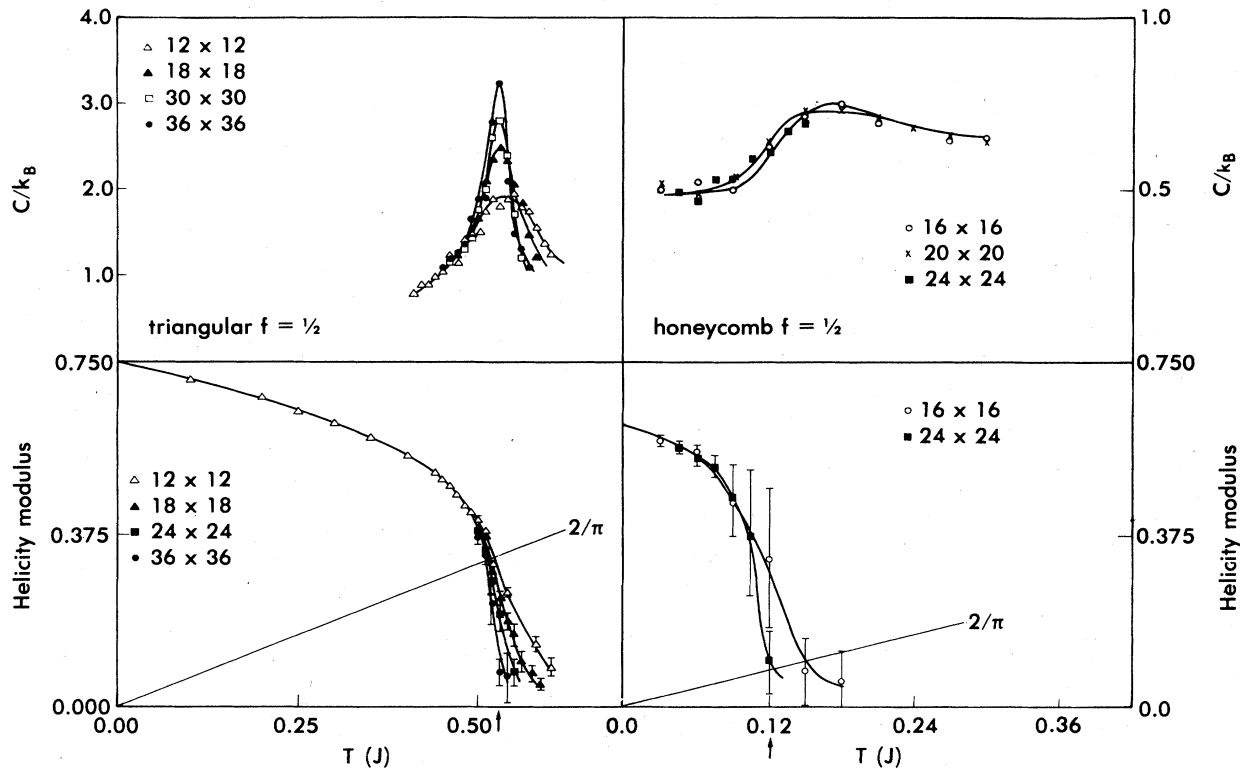 4.0
3.0
2.0
1.0
C/kB
△ 12 x 12
▲ 18 x 18
□ 30 x 30
● 36 x 36
triangular f = ½
1.0
0.5
C/kB
○ 16 x 16
x 20 x 20
■ 24 x 24
honeycomb f = ½
0.750
0.375
0.000
Helicity modulus
△ 12 x 12
▲ 18 x 18
■ 24 x 24
● 36 x 36
2/π
0.00
0.25
0.50
T (J)
○ 16 x 16
■ 24 x 24
2/π
0.750
0.375
0.0
Helicity modulus
0.0
0.12
0.24
0.36
T (J)